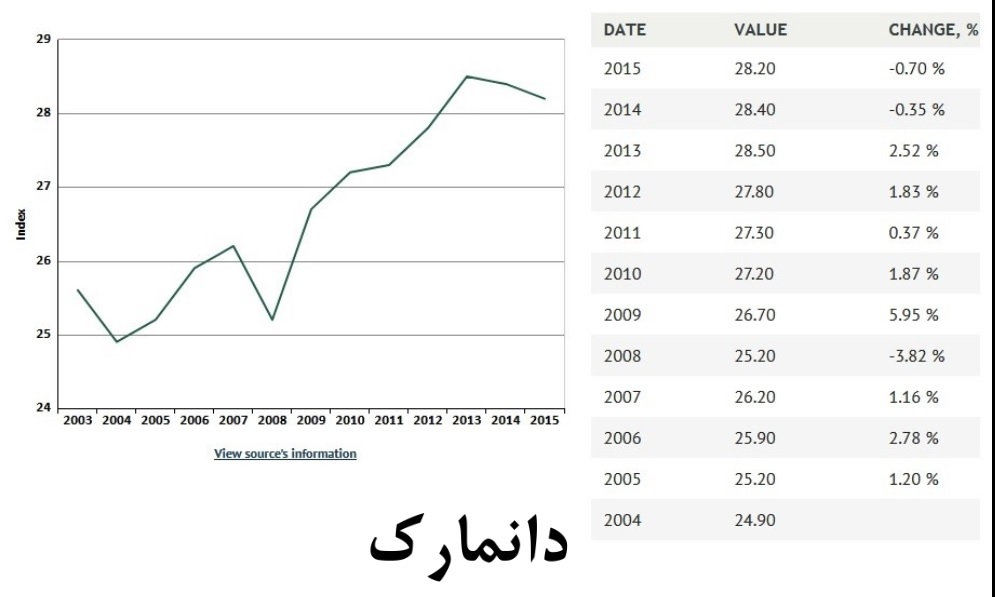 29
28
27
26
25
24
Index
2003 2004 2005 2006 2007 2008 2009 2010 2011 2012 2013 2014 2015
View source's information
DATE VALUE CHANGE, %
2015 28.20 -0.70 %
2014 28.40 -0.35 %
2013 28.50 2.52 %
2012 27.80 1.83 %
2011 27.30 0.37 %
2010 27.20 1.87 %
2009 26.70 5.95 %
2008 25.20 -3.82 %
2007 26.20 1.16 %
2006 25.90 2.78 %
2005 25.20 1.20 %
2004 24.90
دانمارک